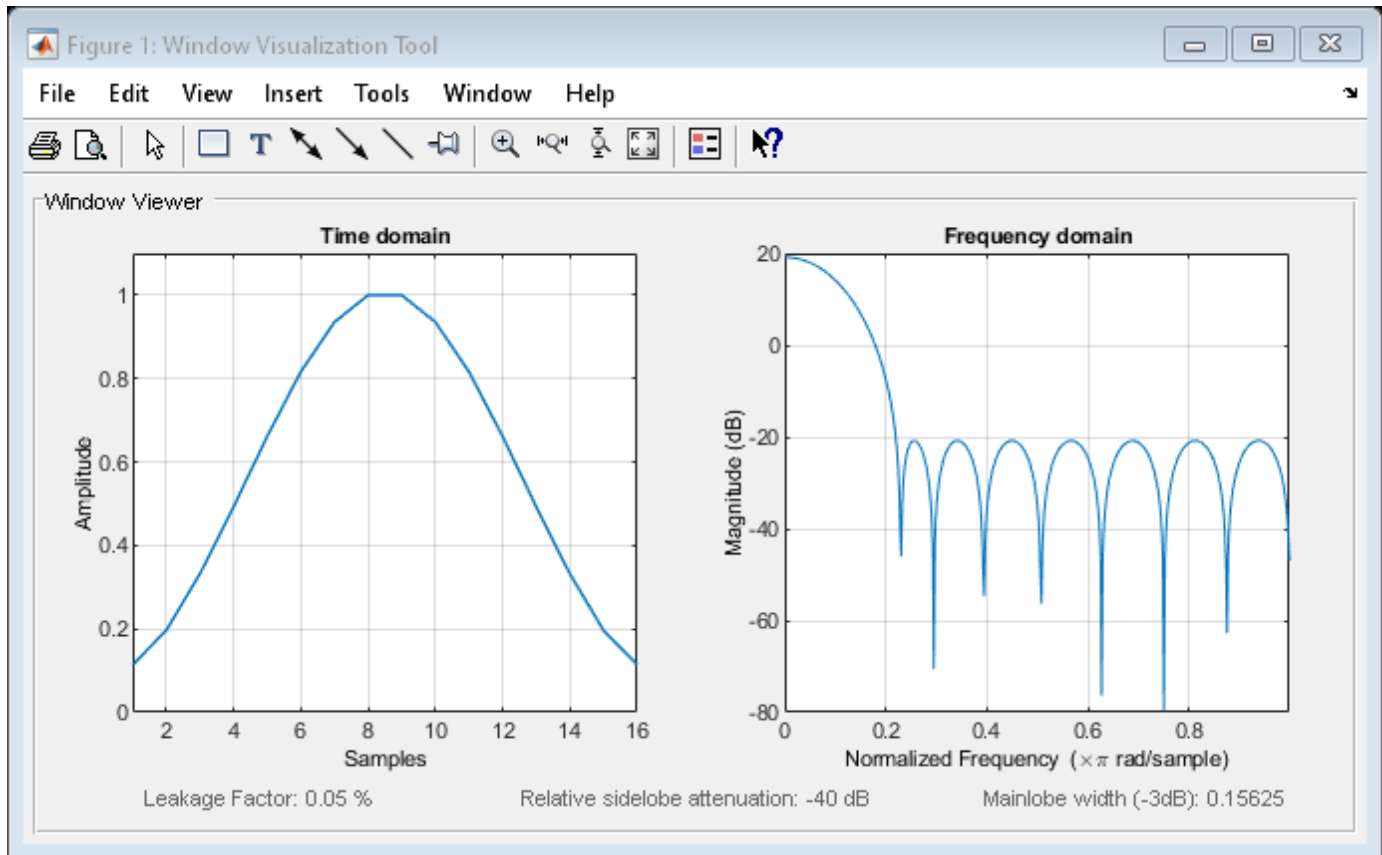 Figure 1: Window Visualization Tool
File Edit View Insert Tools Window Help
T
Window Viewer
Time domain
1
0.8
0.6
0.4
0.2
0
Amplitude
2 4 6 8 10 12 14 16
Samples
Frequency domain
20
0
-20
-40
-60
-80
Magnitude (dB)
0 0.2 0.4 0.6 0.8
Normalized Frequency (×π rad/sample)
Leakage Factor: 0.05 %
Relative sidelobe attenuation: -40 dB
Mainlobe width (-3dB): 0.15625